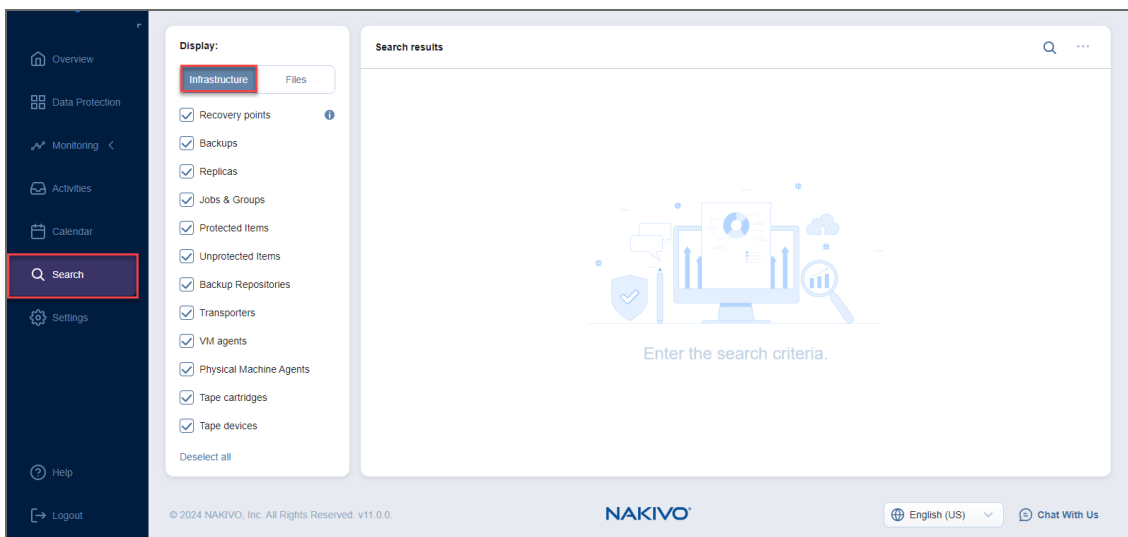 Overview
Data Protection
Monitoring
Activities
Calendar
Search
Settings
Help
Logout
Display:
Infrastructure
Files
Recovery points
Backups
Replicas
Jobs & Groups
Protected Items
Unprotected Items
Backup Repositories
Transporters
VM agents
Physical Machine Agents
Tape cartridges
Tape devices
Deselect all
Search results
Enter the search criteria.
© 2024 NAKIVO, Inc. All Rights Reserved. v11.0.0.
NAKIVO®
English (US)
Chat With Us